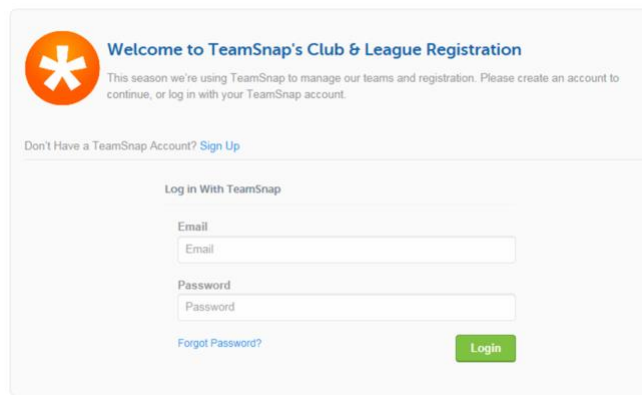 Welcome to TeamSnap's Club & League Registration
This season we're using TeamSnap to manage our teams and registration. Please create an account to
continue, or log in with your TeamSnap account.
Don't Have a TeamSnap Account? Sign Up
Log in With TeamSnap
Email
Email
Password
Password
Forgot Password?
Login